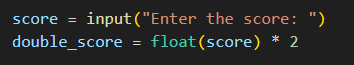 score = input("Enter the score: ")
double_score = float(score) * 2